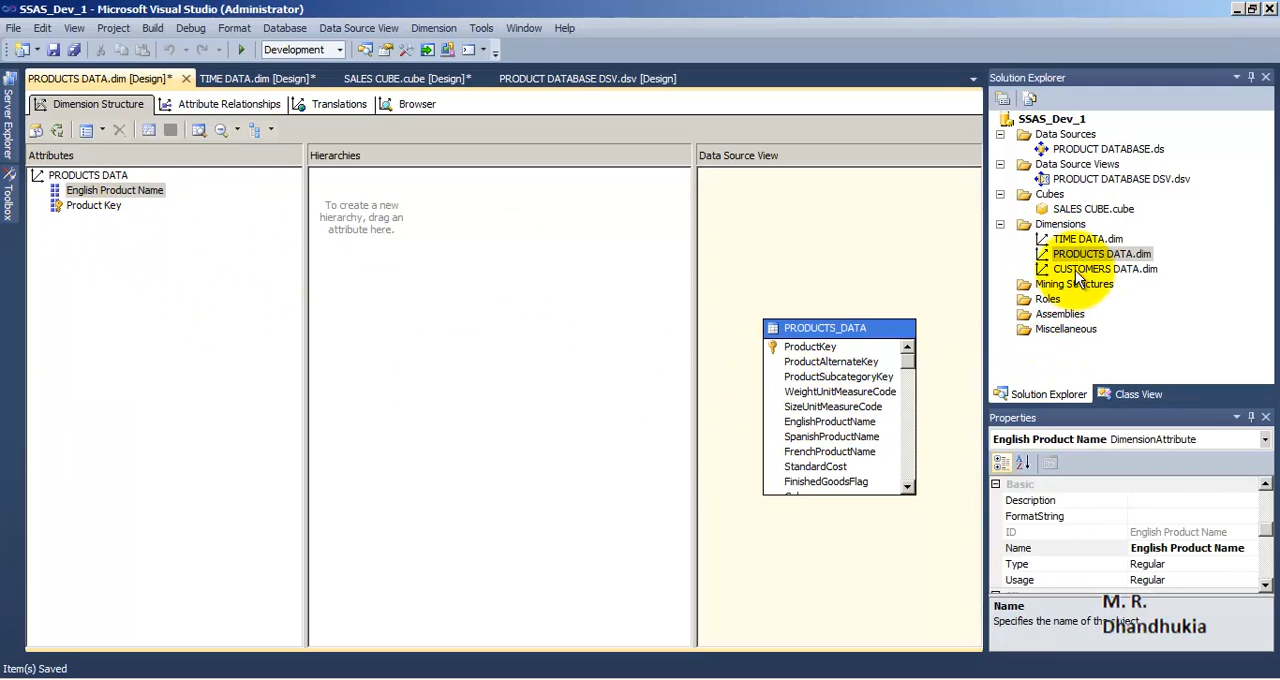 SSAS_Dev_1 - Microsoft Visual Studio (Administrator)
File Edit View Project Build Debug Format Database Data Source View Dimension Tools Window Help
Development
PRODUCTS DATA.dim [Design]* TIME DATA.dim [Design]* SALES CUBE.cube [Design]* PRODUCT DATABASE DSV.dsv [Design]
Dimension Structure Attribute Relationships Translations Browser
Attributes
PRODUCTS DATA
English Product Name
Product Key
Hierarchies
To create a new
hierarchy, drag an
attribute here.
Data Source View
PRODUCTS_DATA
ProductKey
ProductAlternateKey
ProductSubcategoryKey
WeightUnitMeasureCode
SizeUnitMeasureCode
EnglishProductName
SpanishProductName
FrenchProductName
StandardCost
FinishedGoodsFlag
Server Explorer
Toolbox
Solution Explorer
SSAS_Dev_1
Data Sources
PRODUCT DATABASE.ds
Data Source Views
PRODUCT DATABASE DSV.dsv
Cubes
SALES CUBE.cube
Dimensions
TIME DATA.dim
PRODUCTS DATA.dim
CUSTOMERS DATA.dim
Mining Structures
Roles
Assemblies
Miscellaneous
Solution Explorer Class View
Properties
English Product Name DimensionAttribute
Basic
Description
FormatString
ID English Product Name
Name English Product Name
Type Regular
Usage Regular
Name
Specifies the name of the object.
M. R.
Dhandhukia
Item(s) Saved